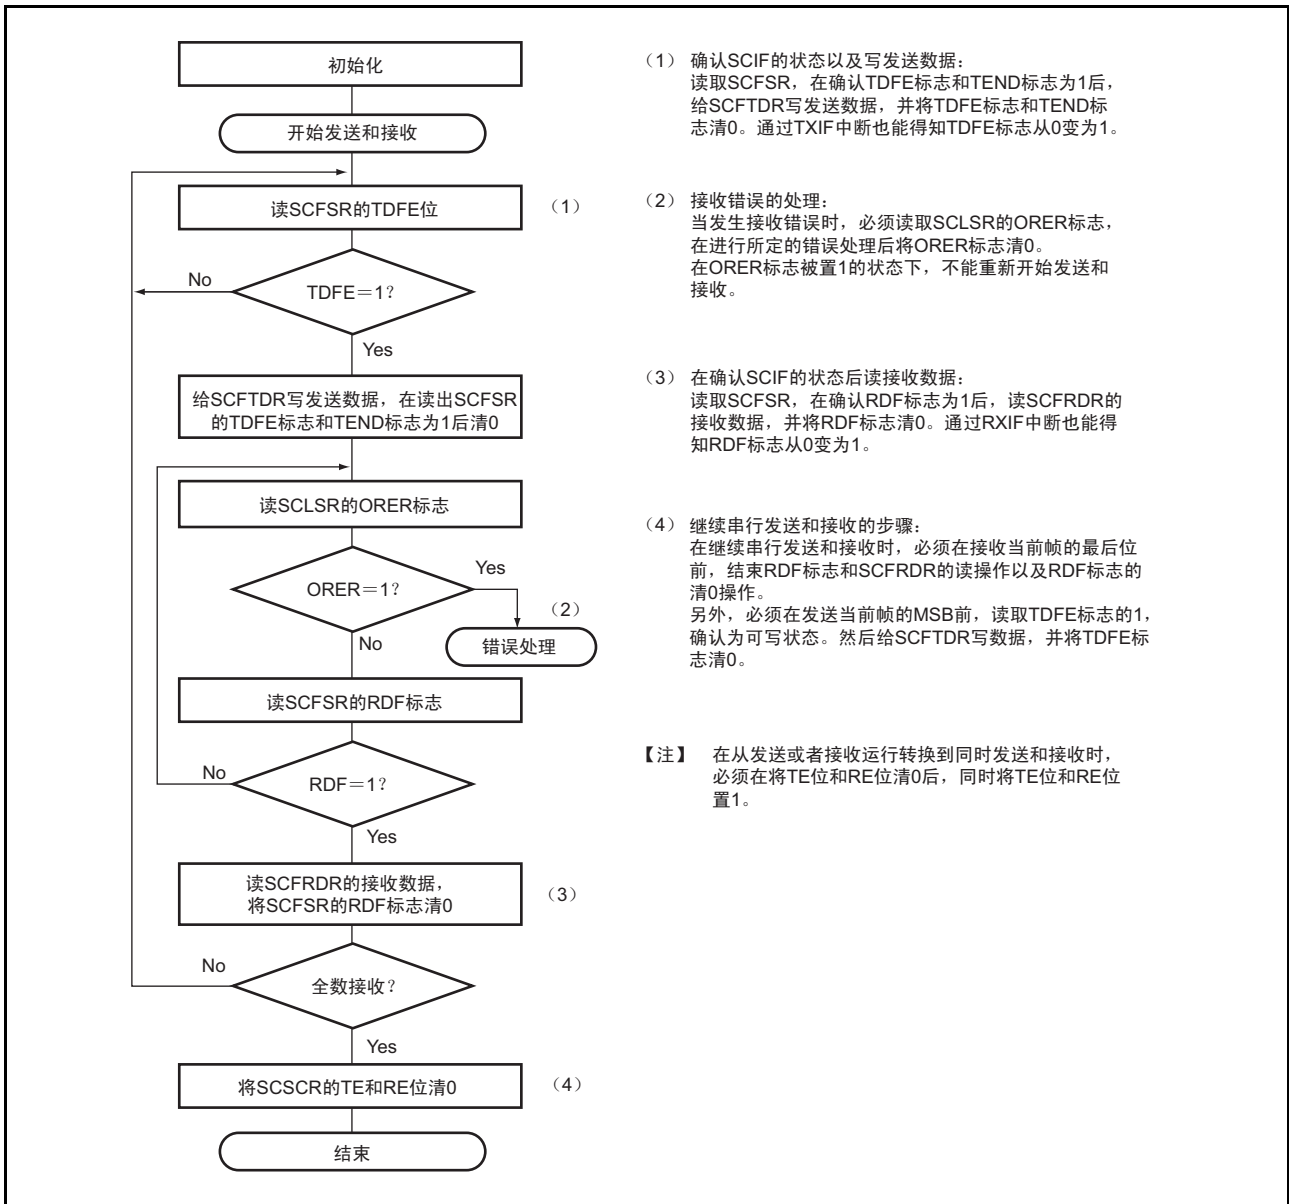 初始化
开始发送和接收
读SCFSR的TDFE位
（1）
No
TDFE＝1？
Yes
给SCFTDR写发送数据，在读出SCFSR
的TDFE标志和TEND标志为1后清0
读SCLSR的ORER标志
ORER＝1？
Yes
（2）
错误处理
No
读SCFSR的RDF标志
No
RDF＝1？
Yes
读SCFRDR的接收数据，
将SCFSR的RDF标志清0
（3）
No
全数接收？
Yes
将SCSCR的TE和RE位清0
（4）
结束
（1） 确认SCIF的状态以及写发送数据：
读取SCFSR，在确认TDFE标志和TEND标志为1后，
给SCFTDR写发送数据，并将TDFE标志和TEND标
志清0。通过TXIF中断也能得知TDFE标志从0变为1。
（2） 接收错误的处理：
当发生接收错误时，必须读取SCLSR的ORER标志，
在进行所定的错误处理后将ORER标志清0。
在ORER标志被置1的状态下，不能重新开始发送和
接收。
（3） 在确认SCIF的状态后读接收数据：
读取SCFSR，在确认RDF标志为1后，读SCFRDR的
接收数据，并将RDF标志清0。通过RXIF中断也能得
知RDF标志从0变为1。
（4） 继续串行发送和接收的步骤：
在继续串行发送和接收时，必须在接收当前帧的最后位
前，结束RDF标志和SCFRDR的读操作以及RDF标志的
清0操作。
另外，必须在发送当前帧的MSB前，读取TDFE标志的1，
确认为可写状态。然后给SCFTDR写数据，并将TDFE标
志清0。
【注】 在从发送或者接收运行转换到同时发送和接收时，
必须在将TE位和RE位清0后，同时将TE位和RE位
置1。